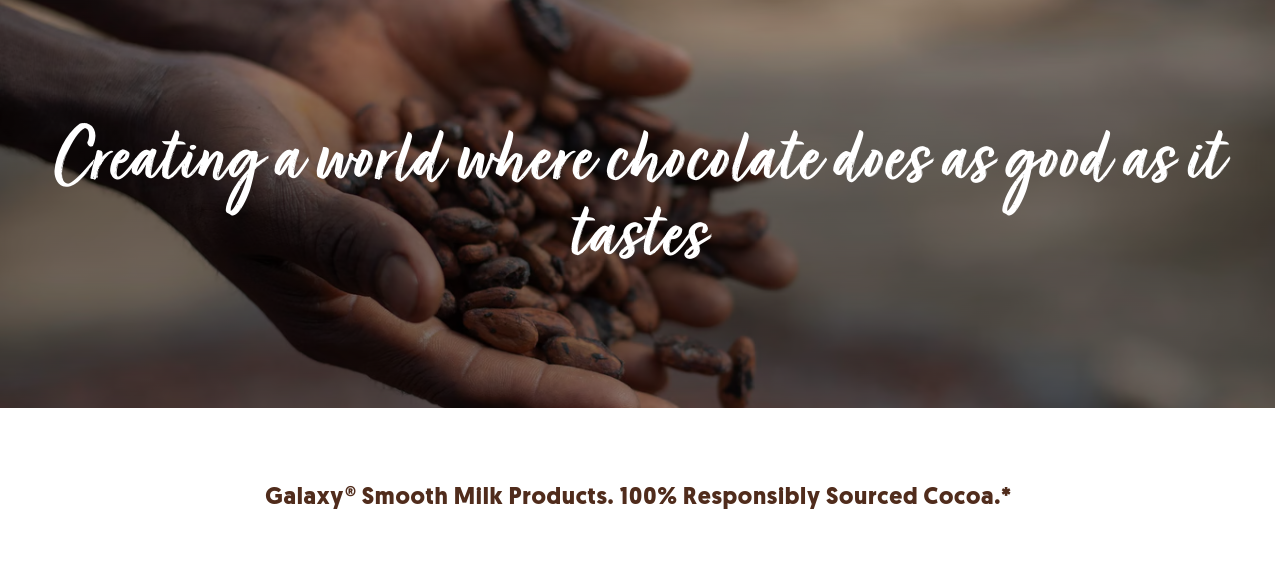 Creating a world where chocolate does as good as it
tastes
Galaxy® Smooth Milk Products. 100% Responsibly Sourced Cocoa.*